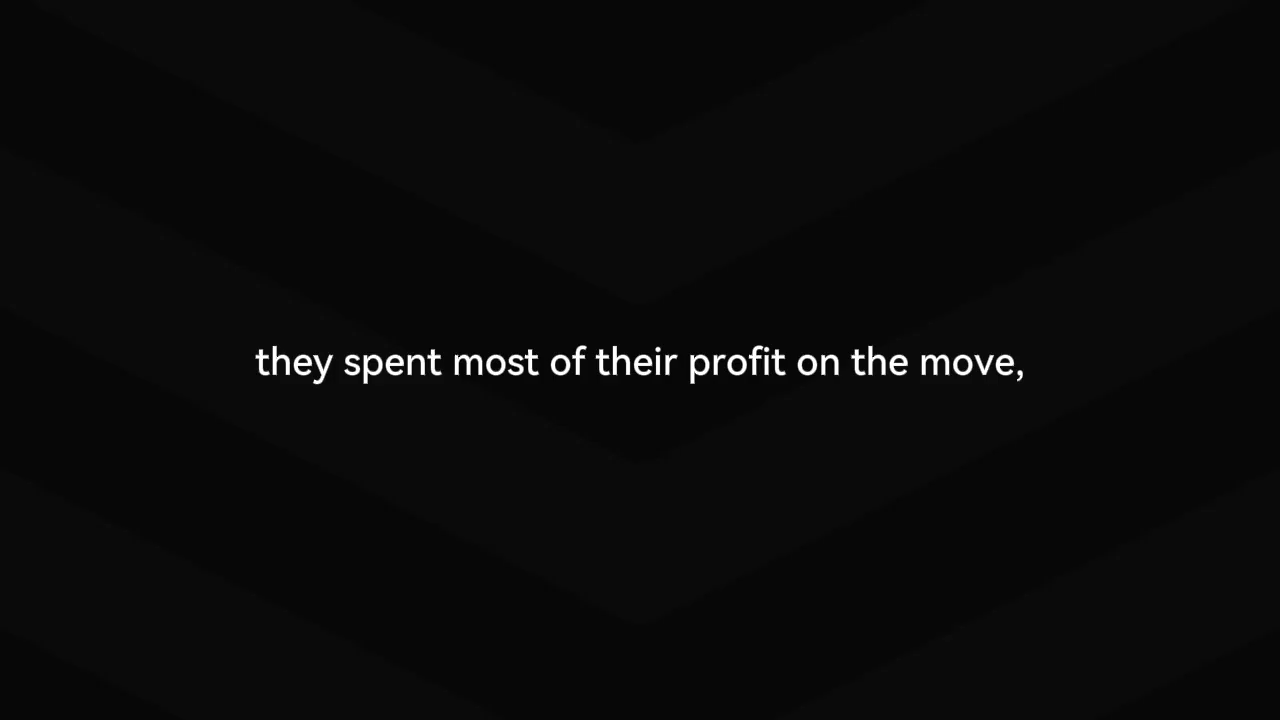 they spent most of their profit on the move,